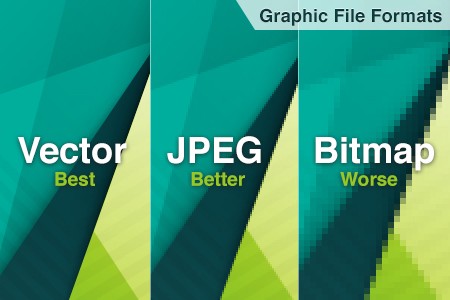 Graphic File Formats
Vector
Best
JPEG
Better
Bitmap
Worse